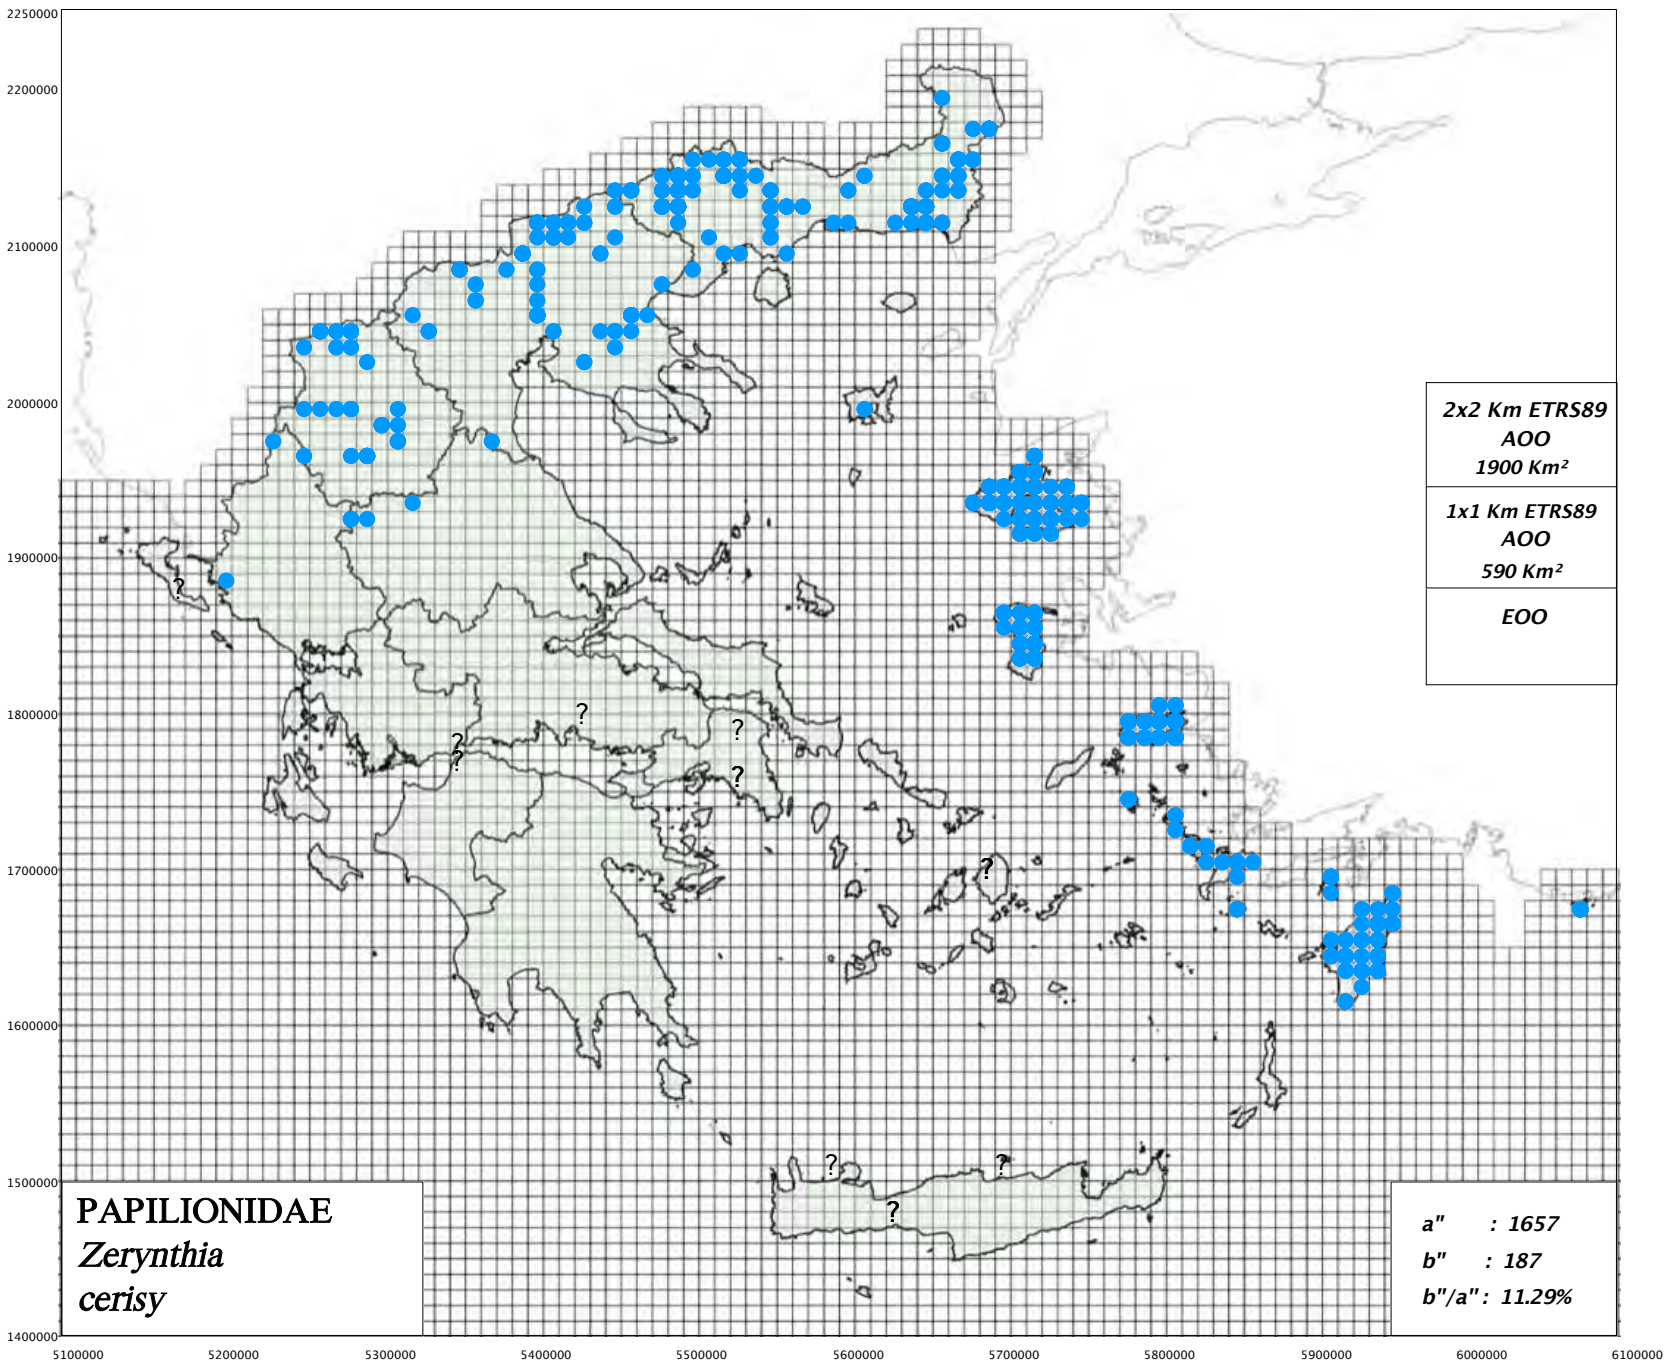 2250000
2200000
2100000
2000000
1900000
1800000
1700000
1600000
1500000
1400000
?
?
?
?
?
?
?
?
?
?
?
2x2 Km ETRS89
AOO
1900 Km²
1x1 Km ETRS89
AOO
590 Km²
EOO
PAPILIONIDAE
Zerynthia
cerisy
a" : 1657
b" : 187
b"/a" : 11.29%
5100000 5200000 5300000 5400000 5500000 5600000 5700000 5800000 5900000 6000000 6100000